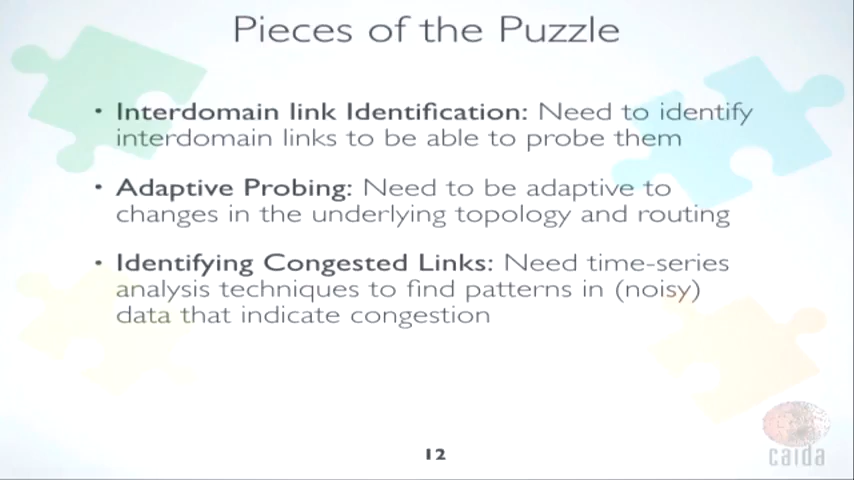 Pieces of the Puzzle
• Interdomain link Identification: Need to identify
interdomain links to be able to probe them
• Adaptive Probing: Need to be adaptive to
changes in the underlying topology and routing
• Identifying Congested Links: Need time-series
analysis techniques to find patterns in (noisy)
data that indicate congestion
12
caida